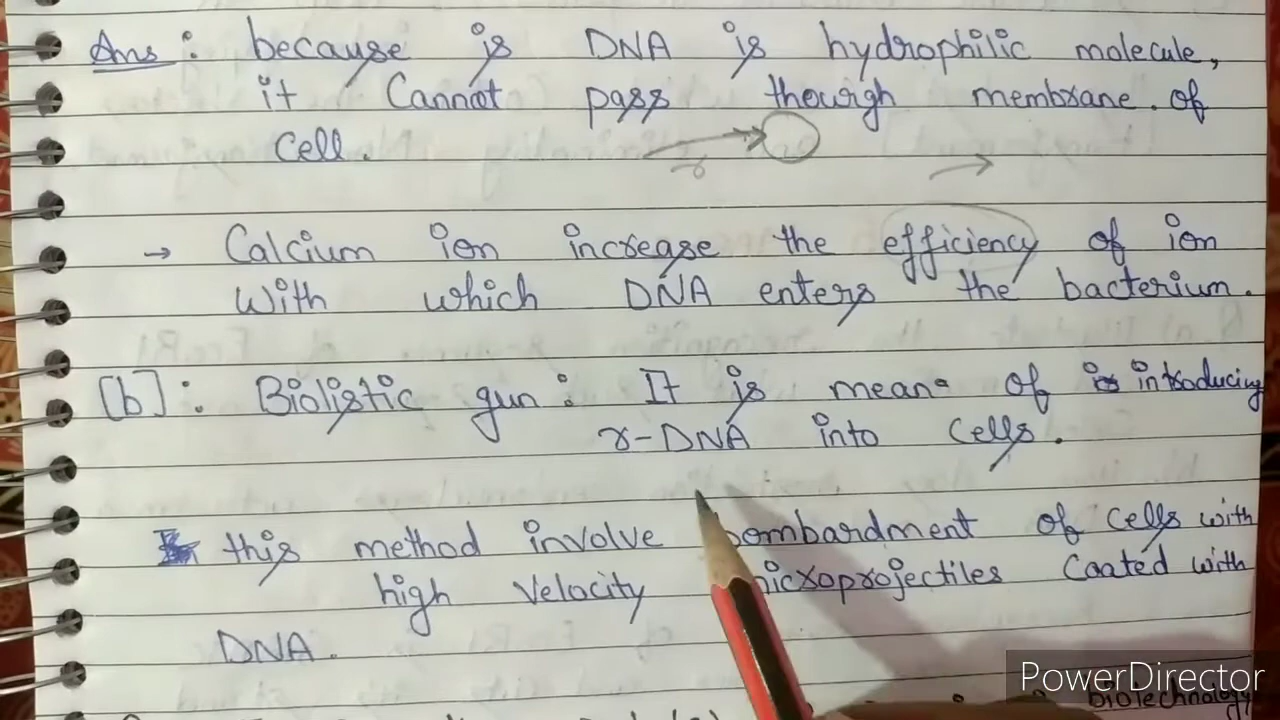 Ans : because is DNA is hydrophilic molecule,
it Cannot pass thourgh membrane. of
Cell.
→ Calcium ion increase the efficiency of ion
With which DNA enters the bacterium.
[b] : Biolistic gun : It is mean of introducing
r-DNA into cells.
this method involve bombardment of cells with
high Velocity microprojectiles Coated with
DNA.
PowerDirector
biotechnology